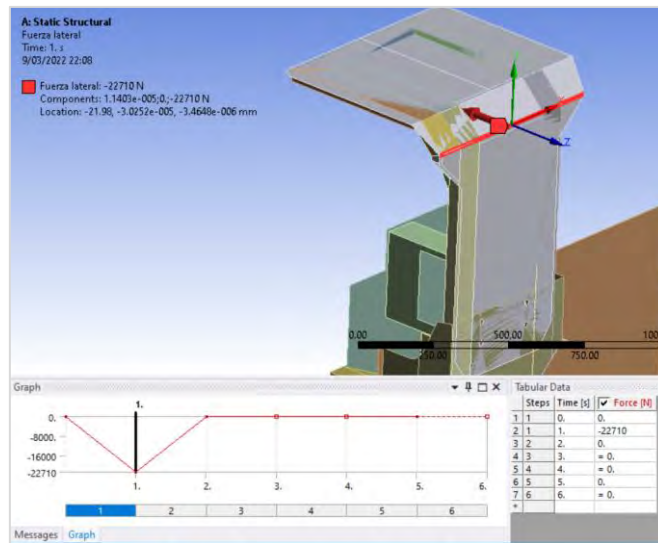 A: Static Structural
Fuerza lateral
Time: 1. s
9/03/2022 22:08
Fuerza lateral: -22710 N
Components: 1.1403e-005;0.;-22710 N
Location: -21.98, -3.0252e-005, -3.4648e-006 mm
Z
0.00 500.00
250.00 750.00
Graph
Tabular Data
1.
0.
-8000.
-16000
-22710
1. 2. 3. 4. 5. 6.
1 2 3 4 5 6
Steps Time [s] Force [N]
1 1 0. 0.
2 1 1. -22710
3 2 2. 0.
4 3 3. = 0.
5 4 4. = 0.
6 5 5. 0.
7 6 6. = 0.
*
Messages Graph